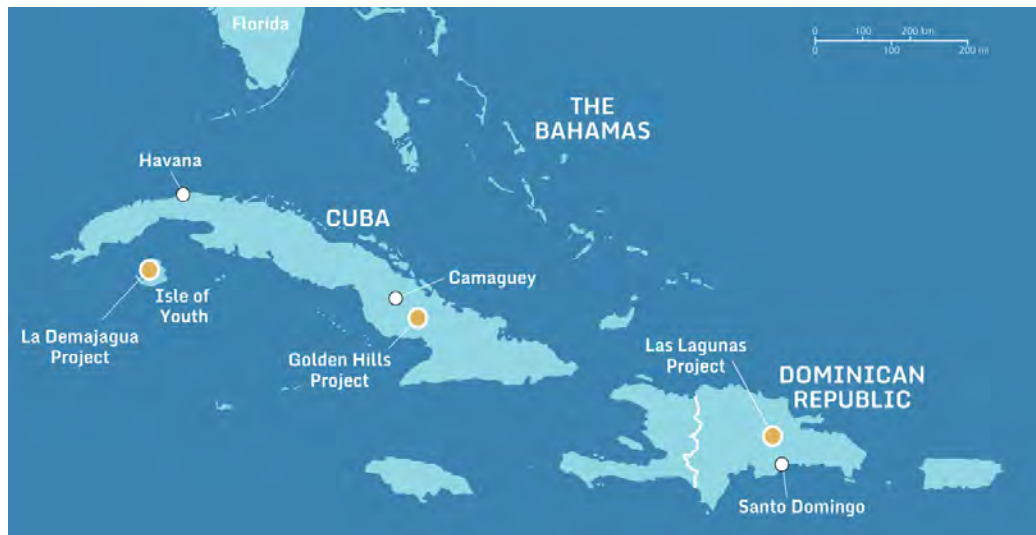 Florida
0 100 200 km
0 100 200 mi
THE
BAHAMAS
Havana
CUBA
Camaguey
Isle of
Youth
La Demajagua
Project
Golden Hills
Project
Las Lagunas
Project
DOMINICAN
REPUBLIC
Santo Domingo